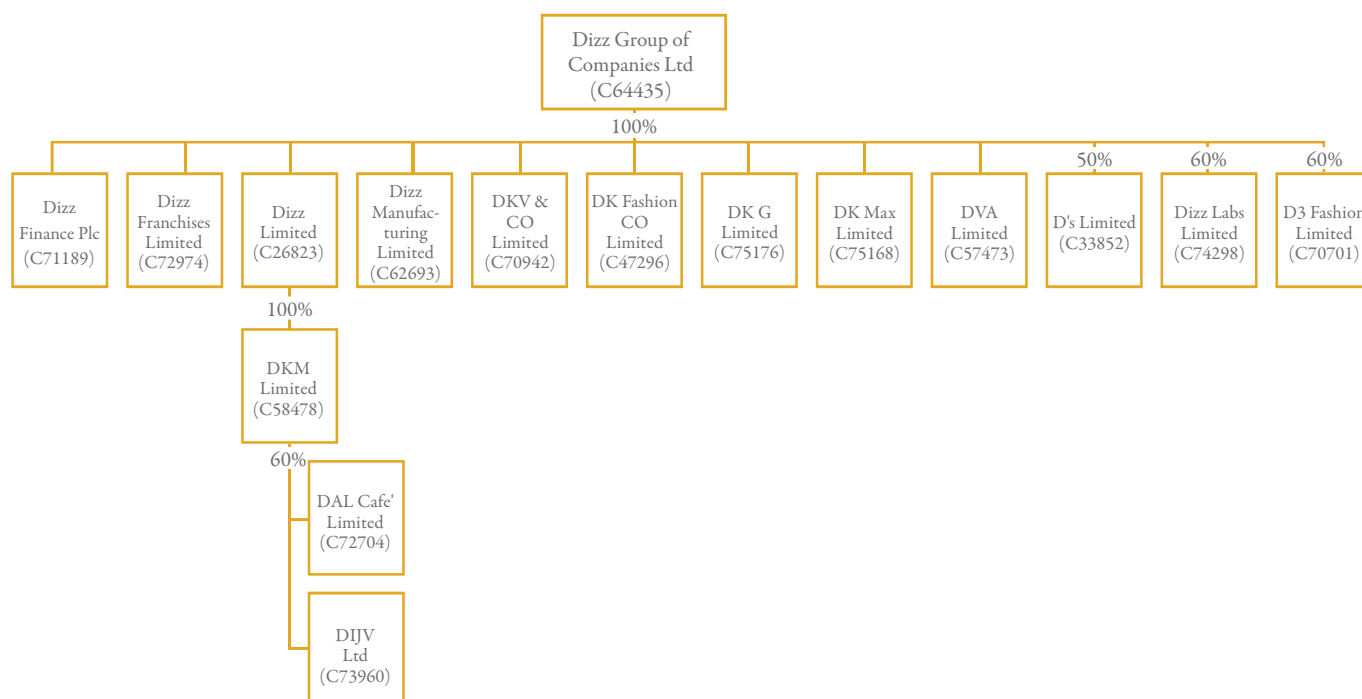 Dizz Group of
Companies Ltd
(C64435)
100%
50%
60%
60%
Dizz
Finance Plc
(C71189)
Dizz
Franchises
Limited
(C72974)
Dizz
Limited
(C26823)
Dizz
Manufac-
turing
Limited
(C62693)
DKV &
CO
Limited
(C70942)
DK Fashion
CO
Limited
(C47296)
DK G
Limited
(C75176)
DK Max
Limited
(C75168)
DVA
Limited
(C57473)
D's Limited
(C33852)
Dizz Labs
Limited
(C74298)
D3 Fashion
Limited
(C70701)
100%
DKM
Limited
(C58478)
60%
DAL Cafe'
Limited
(C72704)
DIJV
Ltd
(C73960)